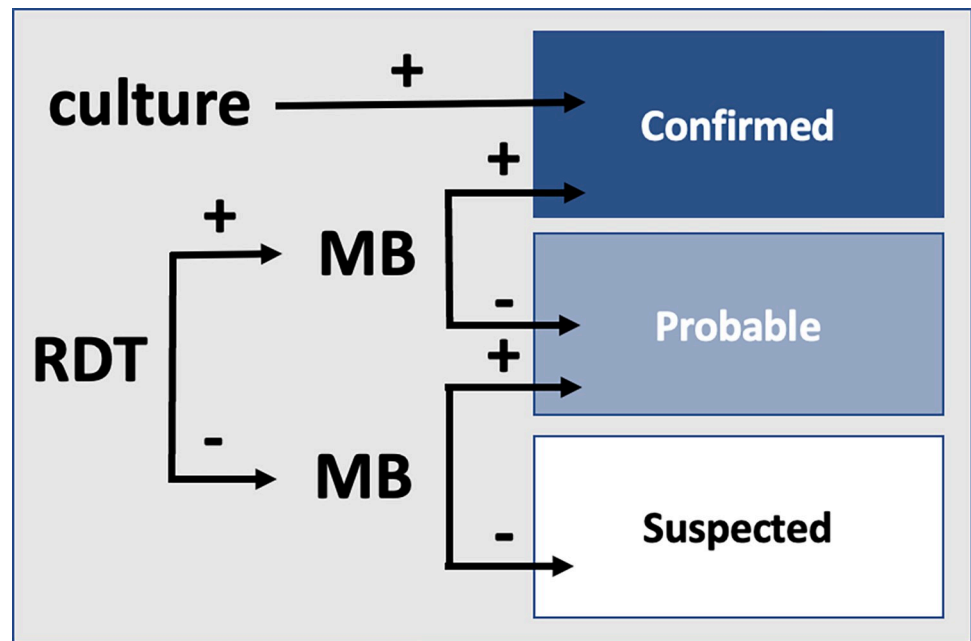 culture
+
Confirmed
+
+
MB
-
Probable
RDT
+
-
MB
Suspected
-